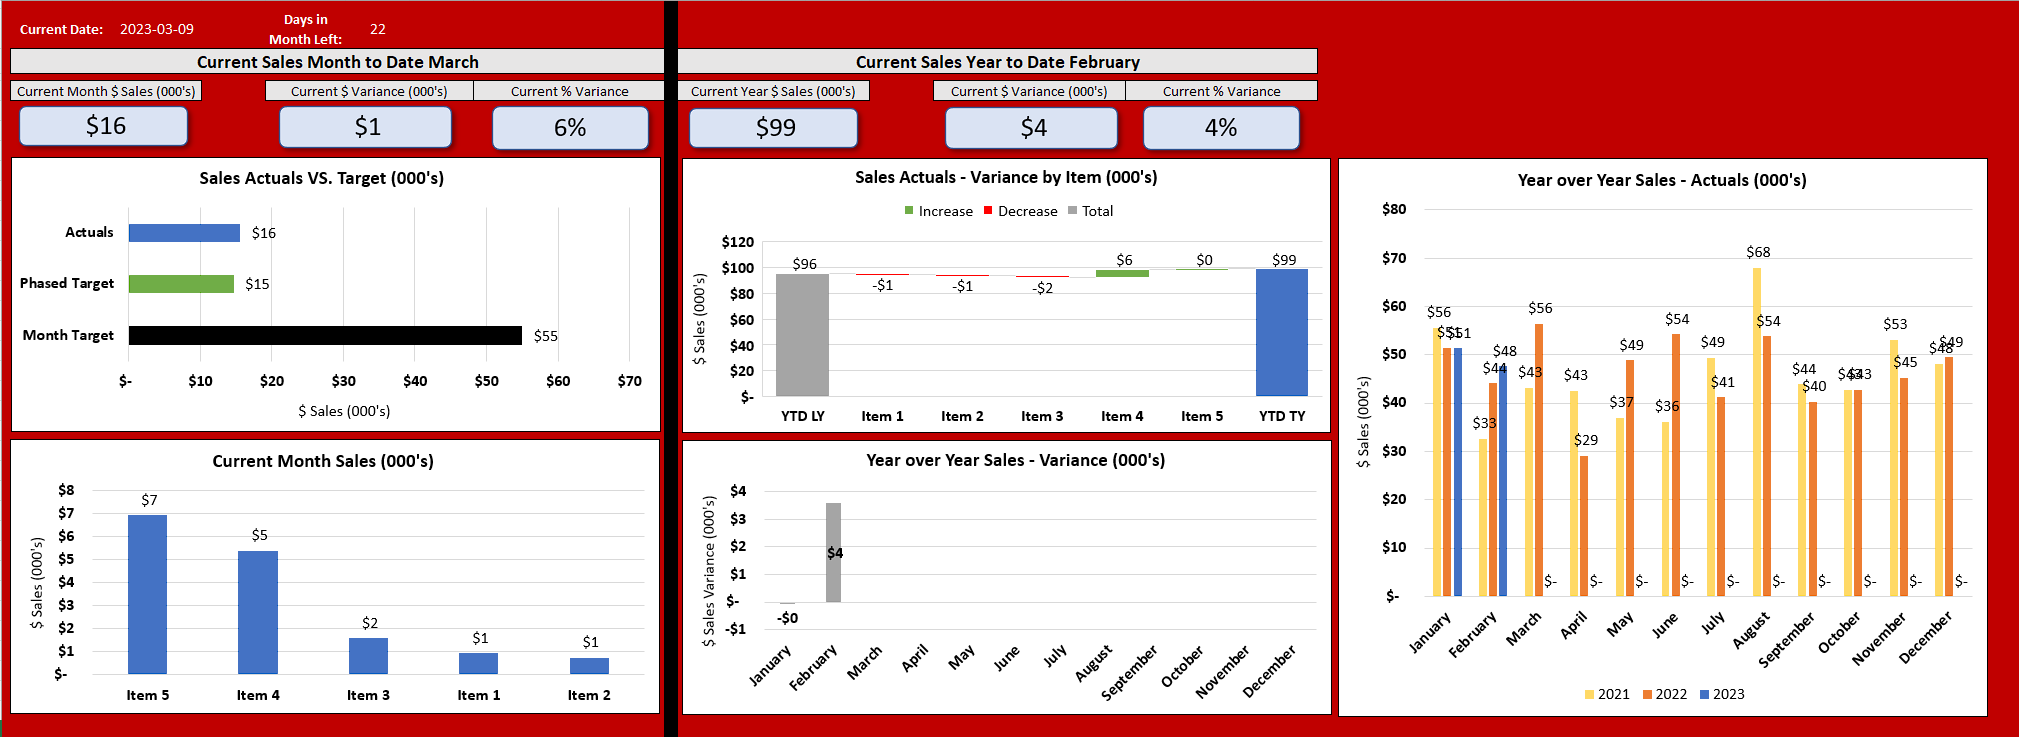 Current Date: 2023-03-09
Days in
Month Left: 22
Current Sales Month to Date March
Current Month $ Sales (000's) Current $ Variance (000's) Current % Variance
$16 $1 6%
Current Sales Year to Date February
Current Year $ Sales (000's) Current $ Variance (000's) Current % Variance
$99 $4 4%
Sales Actuals VS. Target (000's)
Actuals $16
Phased Target $15
Month Target $55
$- $10 $20 $30 $40 $50 $60 $70
$ Sales (000's)
Sales Actuals - Variance by Item (000's)
Increase Decrease Total
$ Sales (000's)
$120
$100
$80
$60
$40
$20
$-
$96 -$1 -$1 -$2 $6 $0 $99
YTD LY Item 1 Item 2 Item 3 Item 4 Item 5 YTD TY
Current Month Sales (000's)
$ Sales (000's)
$8
$7
$6
$5
$4
$3
$2
$1
$-
$7 $5 $2 $1 $1
Item 5 Item 4 Item 3 Item 1 Item 2
Year over Year Sales - Variance (000's)
$ Sales Variance (000's)
$4
$3
$2
$1
$-
-$1
-$0 $4
January February March April May June July August September October November December
Year over Year Sales - Actuals (000's)
$ Sales (000's)
$80
$70
$60
$50
$40
$30
$20
$10
$-
$56 $51 $51
$33 $44 $48
$43 $56 $-
$43 $29 $-
$37 $49 $-
$36 $54 $-
$49 $41 $-
$68 $54 $-
$44 $40 $-
$43 $43 $-
$53 $45 $-
$48 $49 $-
January February March April May June July August September October November December
2021 2022 2023